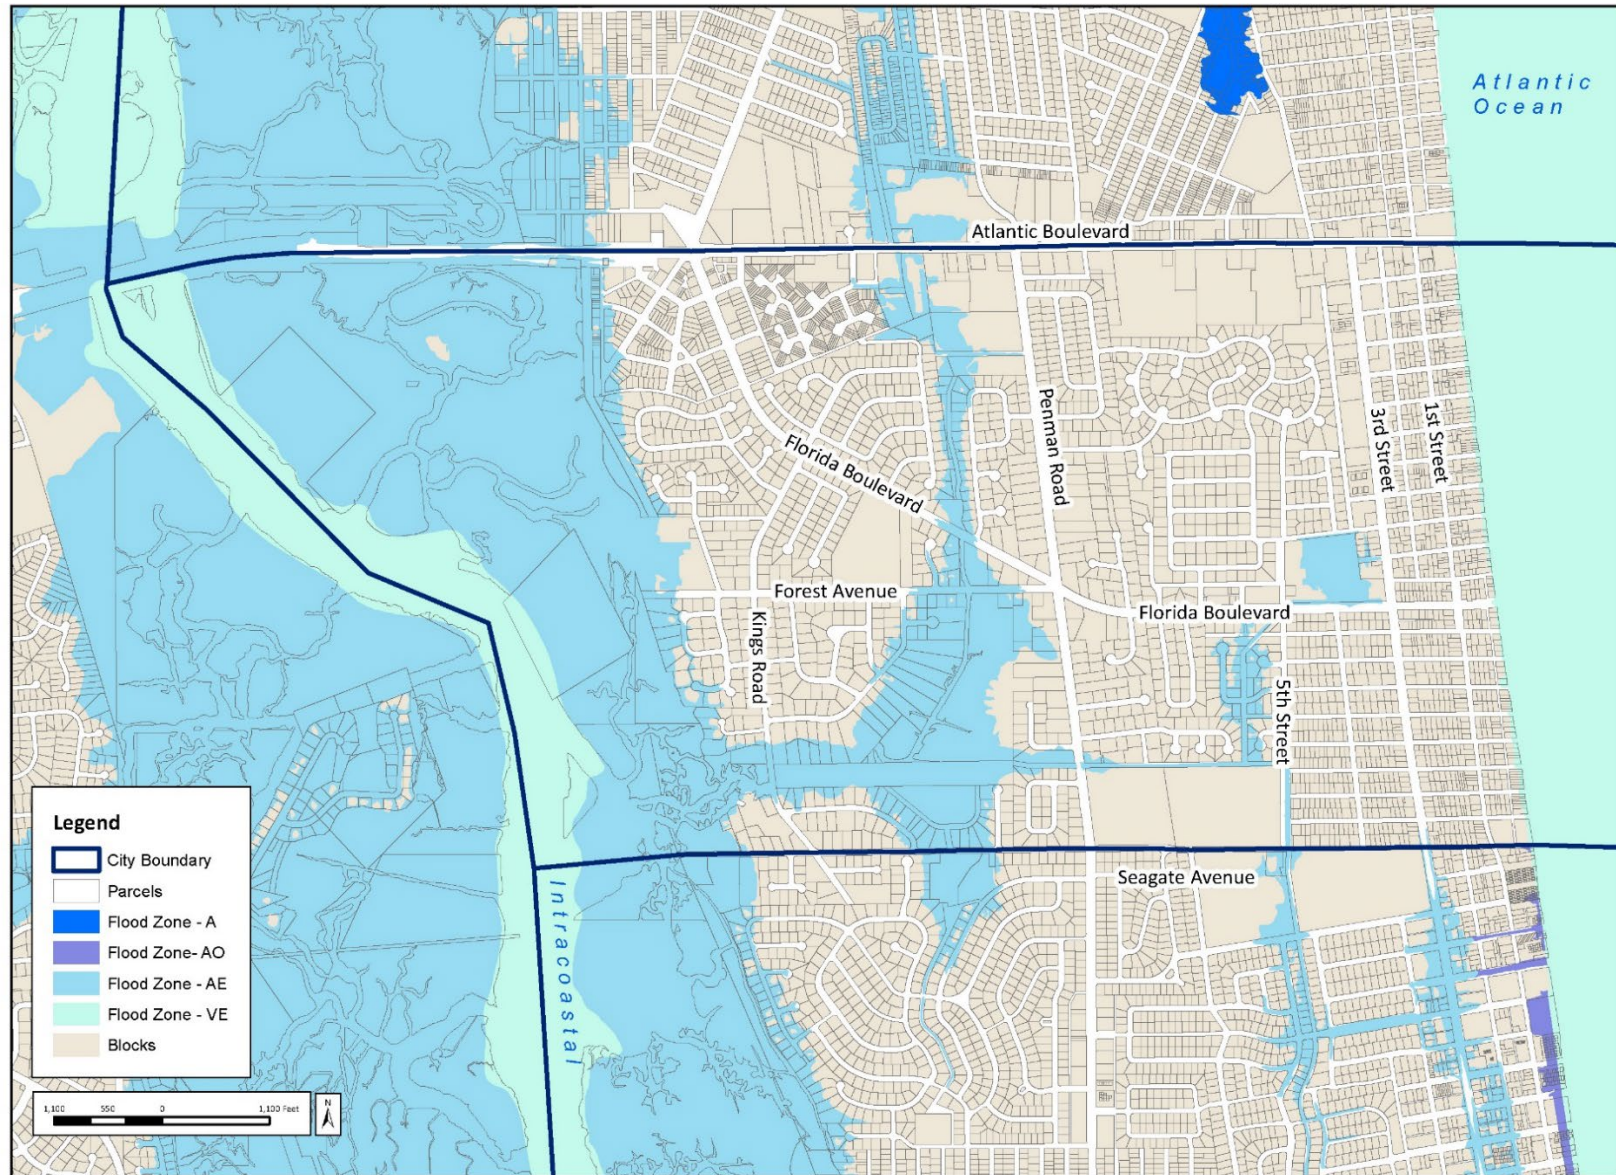 Atlantic
Ocean
Atlantic Boulevard
Penman Road
3rd Street
1st Street
Florida Boulevard
Forest Avenue
Kings Road
Florida Boulevard
5th Street
Seagate Avenue
Intracoastal
Legend
City Boundary
Parcels
Flood Zone - A
Flood Zone- AO
Flood Zone - AE
Flood Zone - VE
Blocks
1,100 550 0 1,100 Feet
N